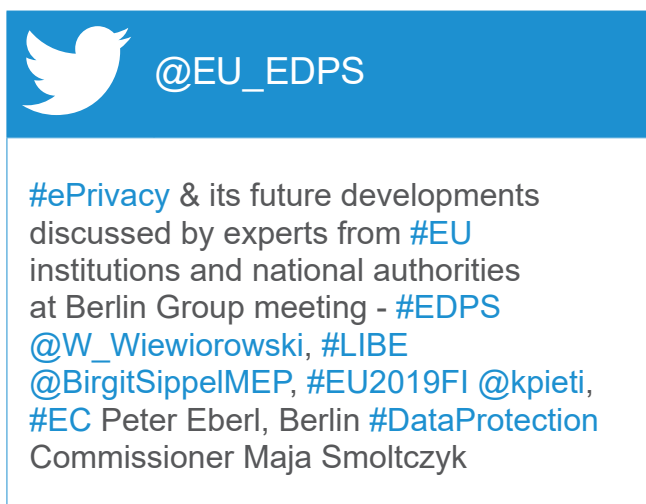 @EU_EDPS
#ePrivacy & its future developments
discussed by experts from #EU
institutions and national authorities
at Berlin Group meeting - #EDPS
@W_Wiewiorowski, #LIBE
@BirgitSippelMEP, #EU2019FI @kpieti,
#EC Peter Eberl, Berlin #DataProtection
Commissioner Maja Smoltczyk